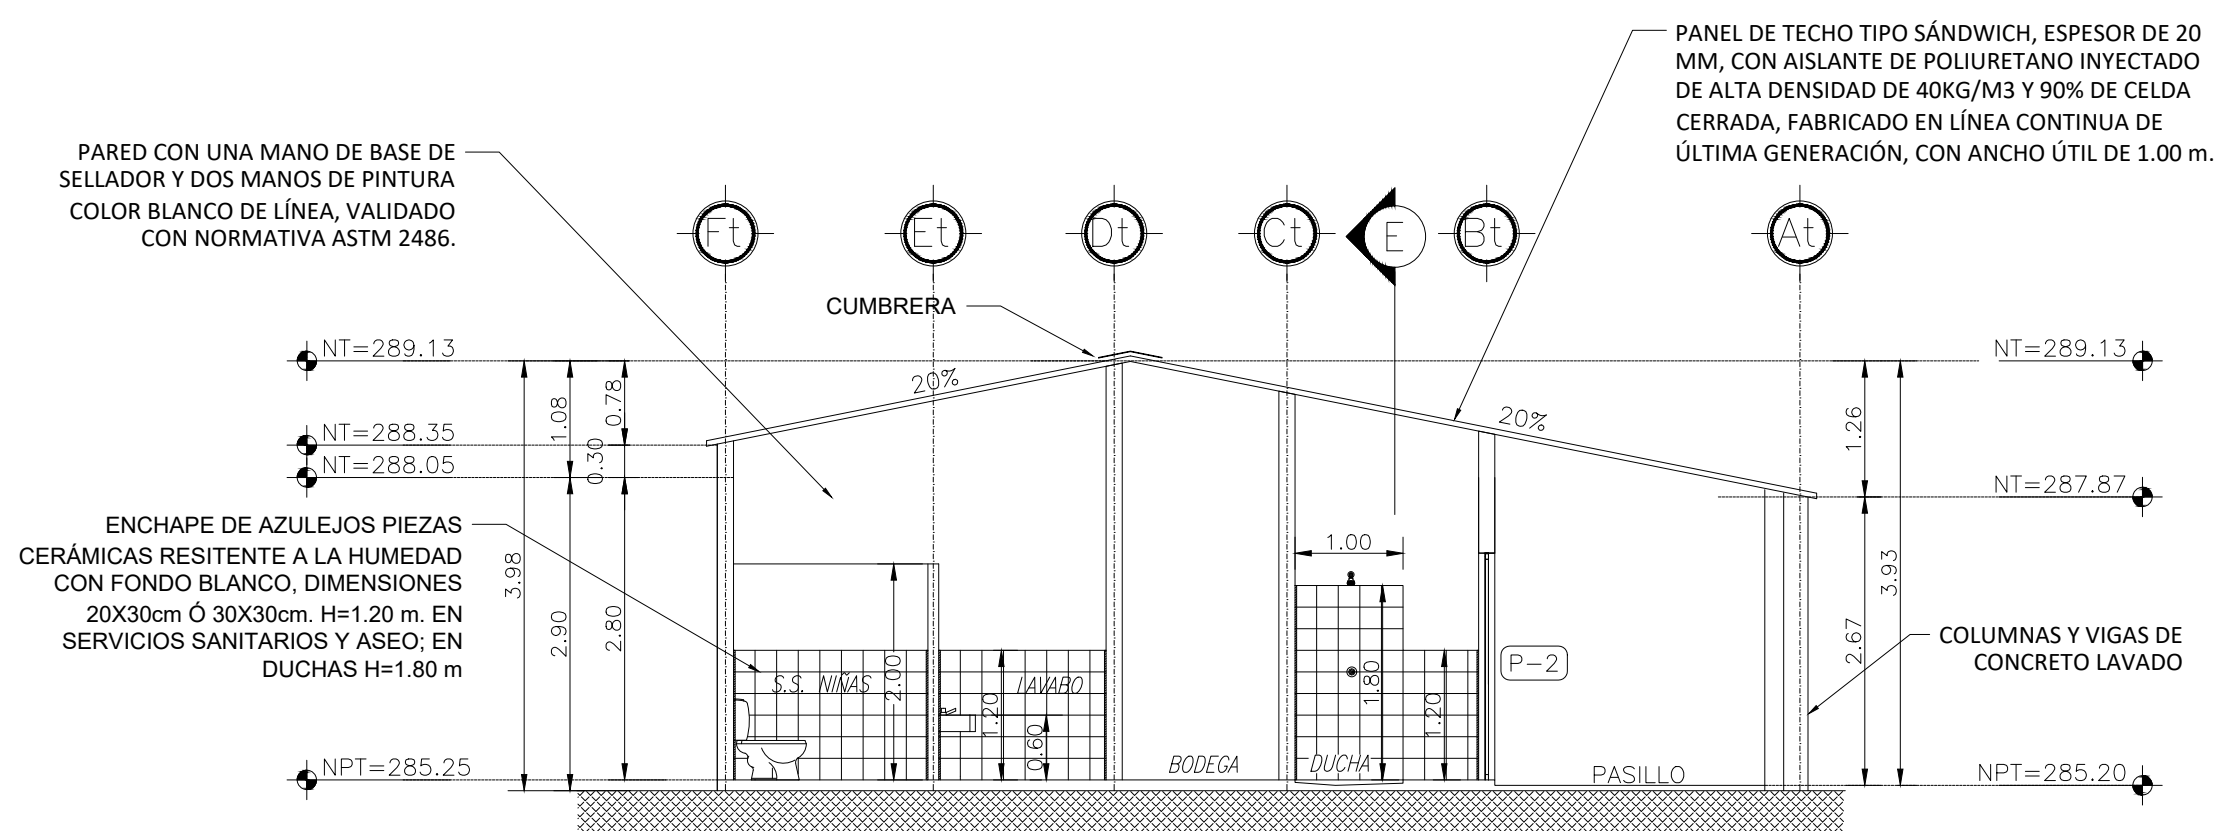 PANEL DE TECHO TIPO SÁNDWICH, ESPESOR DE 20
MM, CON AISLANTE DE POLIURETANO INYECTADO
DE ALTA DENSIDAD DE 40KG/M3 Y 90% DE CELDA
CERRADA, FABRICADO EN LÍNEA CONTINUA DE
ÚLTIMA GENERACIÓN, CON ANCHO ÚTIL DE 1.00 m.
PARED CON UNA MANO DE BASE DE
SELLADOR Y DOS MANOS DE PINTURA
COLOR BLANCO DE LÍNEA, VALIDADO
CON NORMATIVA ASTM 2486.
Ft
Et
Dt
Ct
E
Bt
At
CUMBRERA
NT=289.13
NT=289.13
20%
20%
1.08
0.78
0.30
1.26
NT=288.35
NT=288.05
NT=287.87
ENCHAPE DE AZULEJOS PIEZAS
CERÁMICAS RESITENTE A LA HUMEDAD
CON FONDO BLANCO, DIMENSIONES
20X30cm Ó 30X30cm. H=1.20 m. EN
SERVICIOS SANITARIOS Y ASEO; EN
DUCHAS H=1.80 m
3.98
2.90
2.80
2.00
1.20
0.60
1.00
1.80
1.20
2.67
3.93
S.S. NIÑAS
LAVABO
P-2
COLUMNAS Y VIGAS DE
CONCRETO LAVADO
BODEGA
DUCHA
PASILLO
NPT=285.25
NPT=285.20